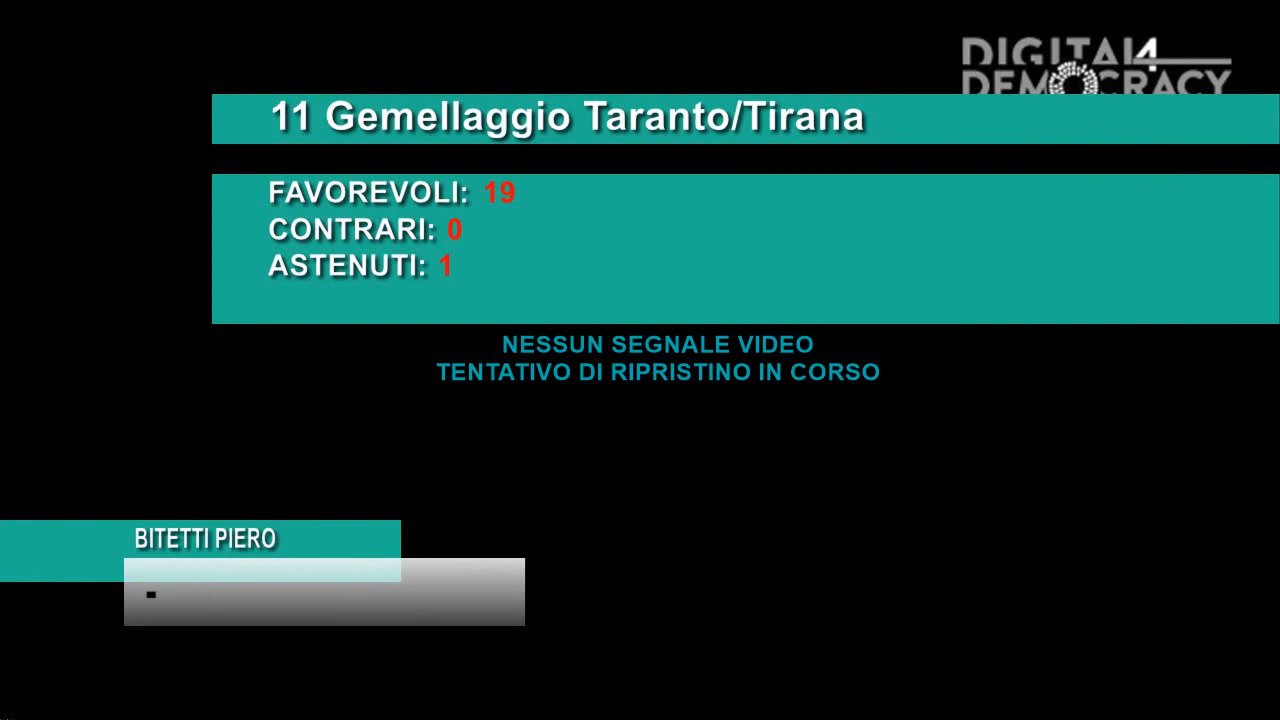 DIGITAL4
DEMOCRACY
11 Gemellaggio Taranto/Tirana
FAVOREVOLI: 19
CONTRARI: 0
ASTENUTI: 1
NESSUN SEGNALE VIDEO
TENTATIVO DI RIPRISTINO IN CORSO
BITETTI PIERO
-